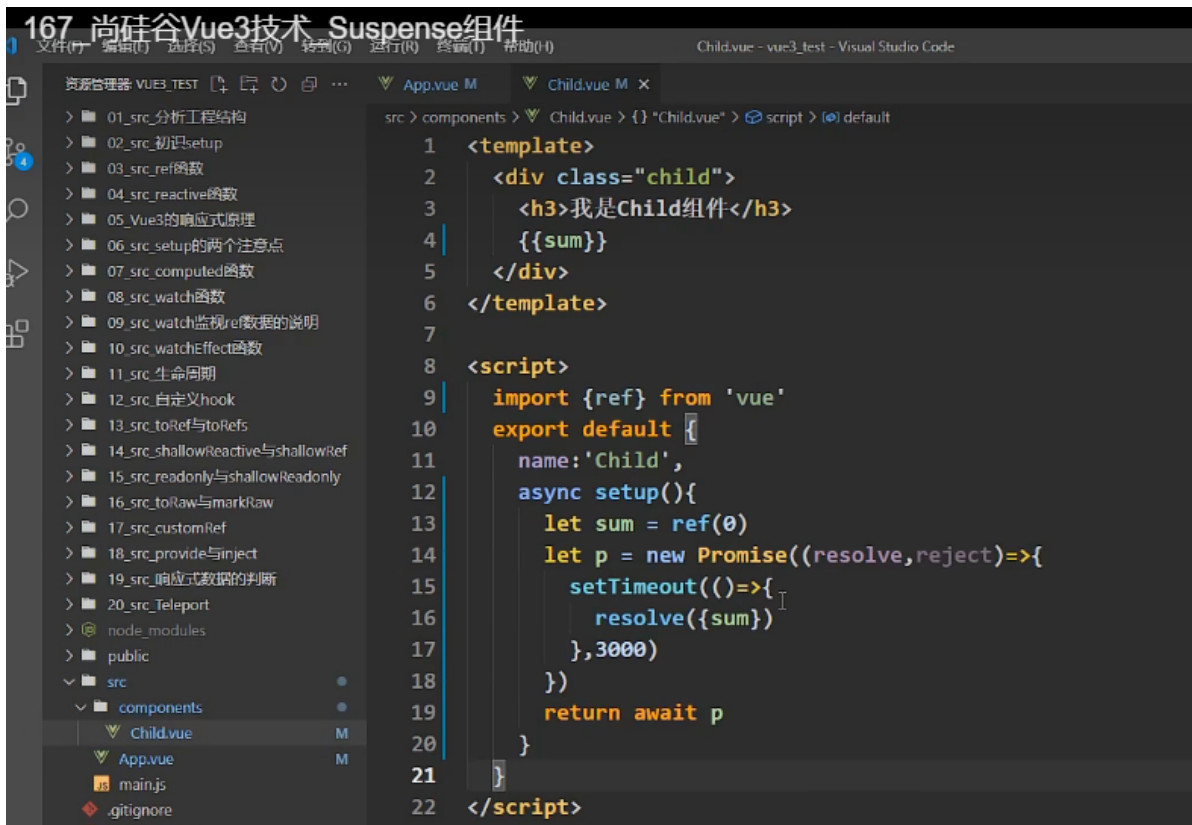 167_尚硅谷Vue3技术_Suspense组件
文件(F) 编辑(E) 选择(S) 查看(V) 转到(G) 运行(R) 终端(T) 帮助(H)
Child.vue - vue3_test - Visual Studio Code
资源管理器: VUE3_TEST
App.vue M
Child.vue M
src > components > Child.vue > {} "Child.vue" > script > default
01_src_分析工程结构
02_src_初识setup
03_src_ref函数
04_src_reactive函数
05_Vue3的响应式原理
06_src_setup的两个注意点
07_src_computed函数
08_src_watch函数
09_src_watch监视ref数据的说明
10_src_watchEffect函数
11_src_生命周期
12_src_自定义hook
13_src_toRef与toRefs
14_src_shallowReactive与shallowRef
15_src_readonly与shallowReadonly
16_src_toRaw与markRaw
17_src_customRef
18_src_provide与inject
19_src_响应式数据的判断
20_src_Teleport
node_modules
public
src
components
Child.vue M
App.vue M
JS main.js
.gitignore
4
1 <template>
2 <div class="child">
3 <h3>我是Child组件</h3>
4 {{sum}}
5 </div>
6 </template>
7
8 <script>
9 import {ref} from 'vue'
10 export default {
11 name:'Child',
12 async setup(){
13 let sum = ref(0)
14 let p = new Promise((resolve,reject)=>{
15 setTimeout(()=>{
16 resolve({sum})
17 },3000)
18 })
19 return await p
20 }
21 }
22 </script>